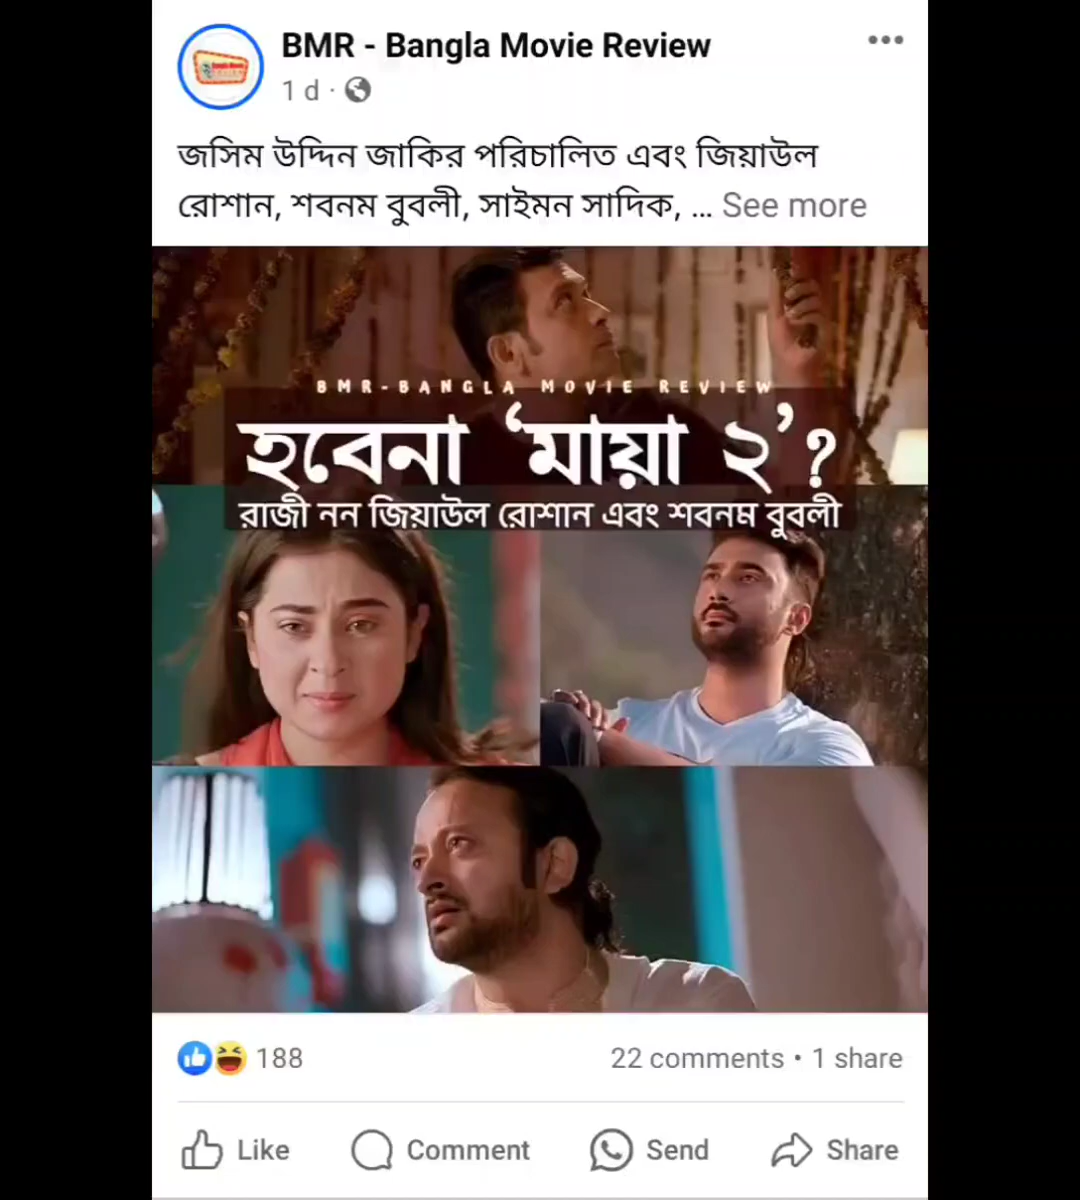 BMR - Bangla Movie Review
1 d ·
জসিম উদ্দিন জাকির পরিচালিত এবং জিয়াউল
রোশান, শবনম বুবলী, সাইমন সাদিক, ... See more
BMR-BANGLA MOVIE REVIEW
হবেনা ‘মায়া ২’?
রাজী নন জিয়াউল রোশান এবং শবনম বুবলী
188
22 comments • 1 share
Like
Comment
Send
Share